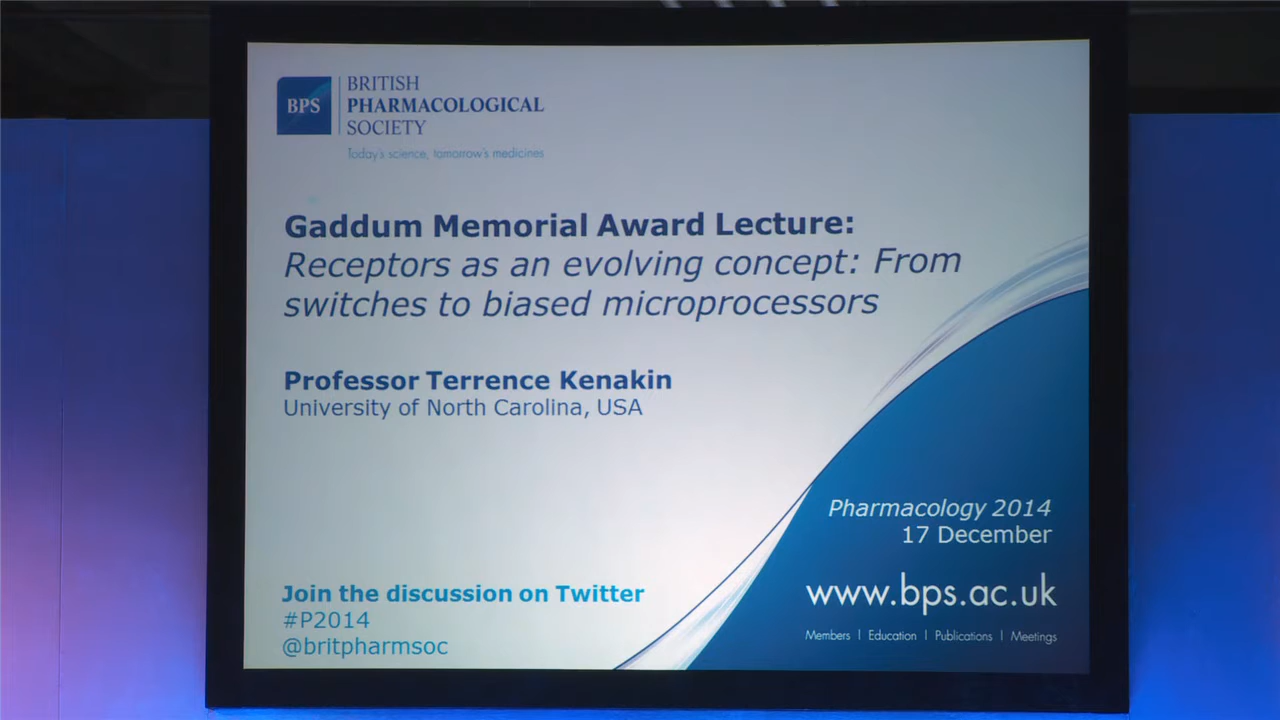 BPS
BRITISH
PHARMACOLOGICAL
SOCIETY
Today's science, tomorrow's medicines
Gaddum Memorial Award Lecture:
Receptors as an evolving concept: From
switches to biased microprocessors
Professor Terrence Kenakin
University of North Carolina, USA
Pharmacology 2014
17 December
Join the discussion on Twitter
#P2014
@britpharmsoc
www.bps.ac.uk
Members | Education | Publications | Meetings